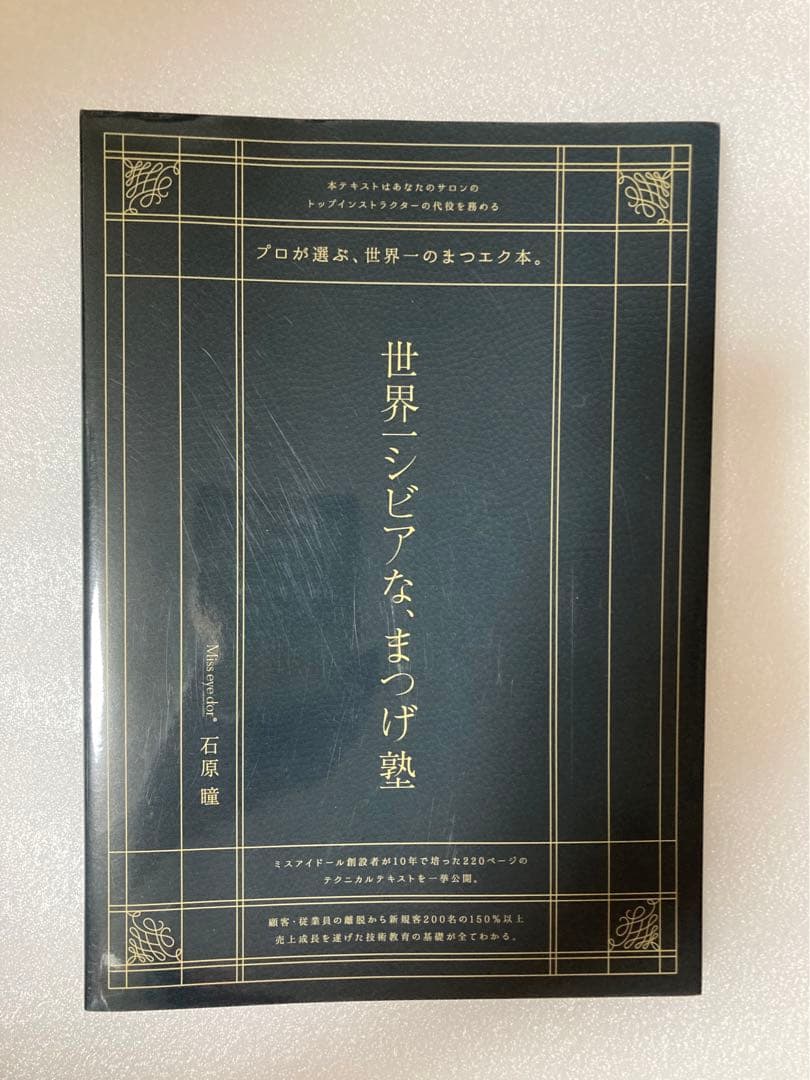 本テキストはあなたのサロンの
トップインストラクターの代役を務める
プロが選ぶ、世界一のまつエク本。
世界一シビアな、まつげ塾
Miss eye d'or® 石原 瞳
ミスアイドール創設者が10年で培った220ページの
テクニカルテキストを一挙公開。
顧客・従業員の離脱から新規客200名の150%以上
売上成長を遂げた技術教育の基礎が全てわかる。